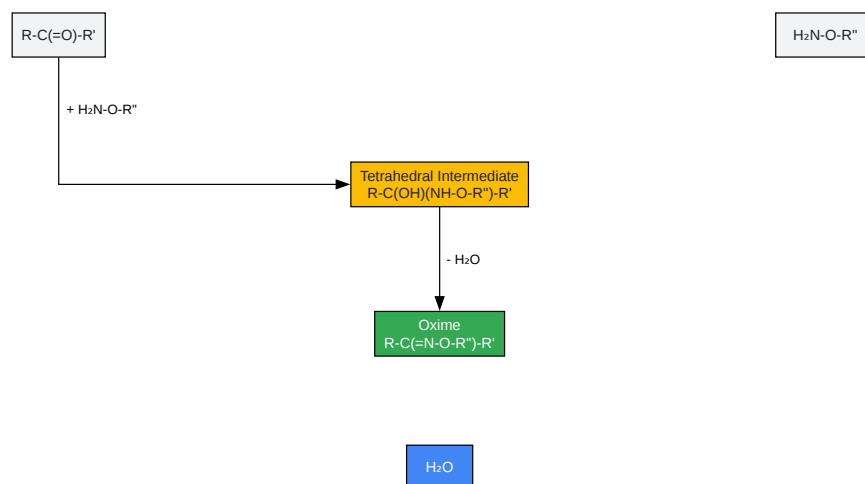 R-C(=O)-R'
H₂N-O-R"
+ H₂N-O-R"
Tetrahedral Intermediate
R-C(OH)(NH-O-R")-R'
- H₂O
Oxime
R-C(=N-O-R")-R'
H₂O